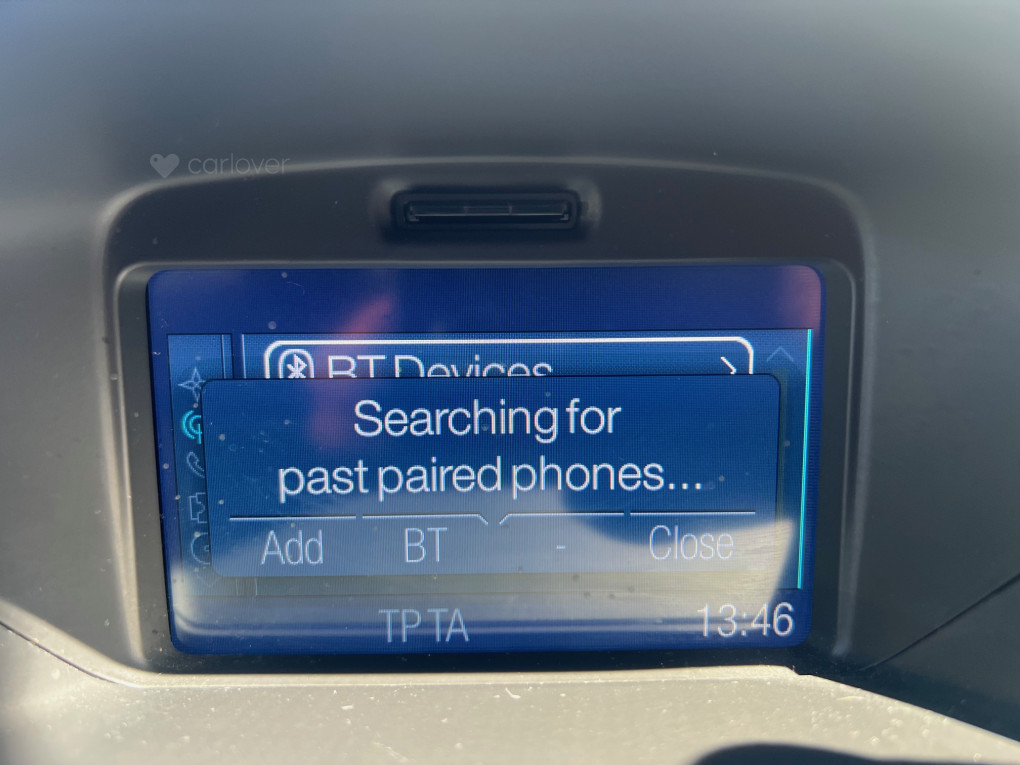 carlover
BT Devices
Searching for
past paired phones...
Add BT - Close
TP TA 13:46